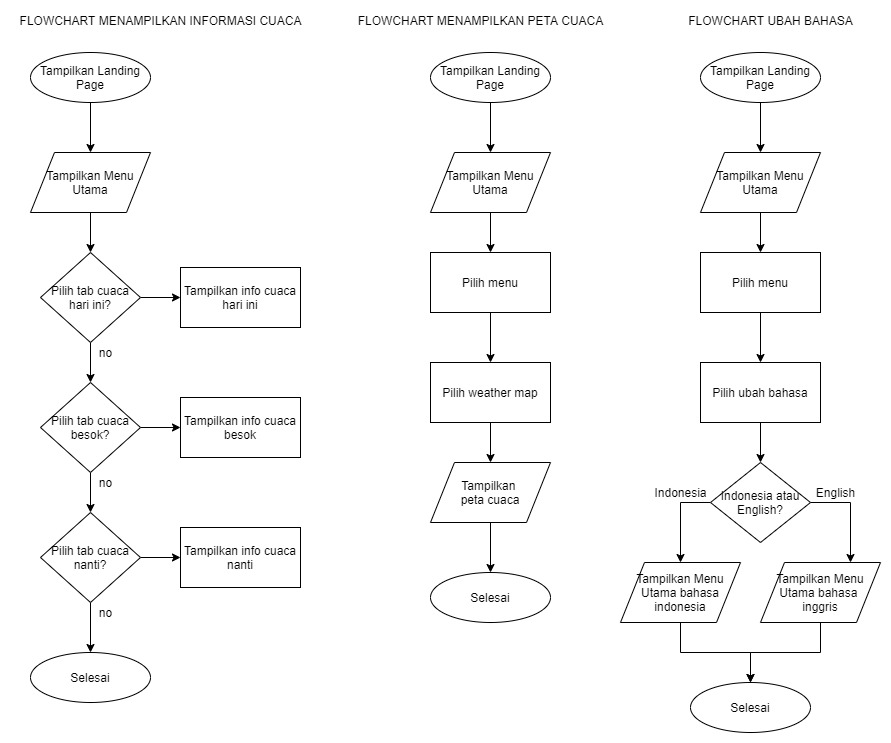 FLOWCHART MENAMPILKAN INFORMASI CUACA
Tampilkan Landing
Page
Tampilkan Menu
Utama
Pilih tab cuaca
hari ini?
Tampilkan info cuaca
hari ini
no
Pilih tab cuaca
besok?
Tampilkan info cuaca
besok
no
Pilih tab cuaca
nanti?
Tampilkan info cuaca
nanti
no
Selesai
FLOWCHART MENAMPILKAN PETA CUACA
Tampilkan Landing
Page
Tampilkan Menu
Utama
Pilih menu
Pilih weather map
Tampilkan
peta cuaca
Selesai
FLOWCHART UBAH BAHASA
Tampilkan Landing
Page
Tampilkan Menu
Utama
Pilih menu
Pilih ubah bahasa
Indonesia atau
English?
Indonesia
English
Tampilkan Menu
Utama bahasa
indonesia
Tampilkan Menu
Utama bahasa
inggris
Selesai